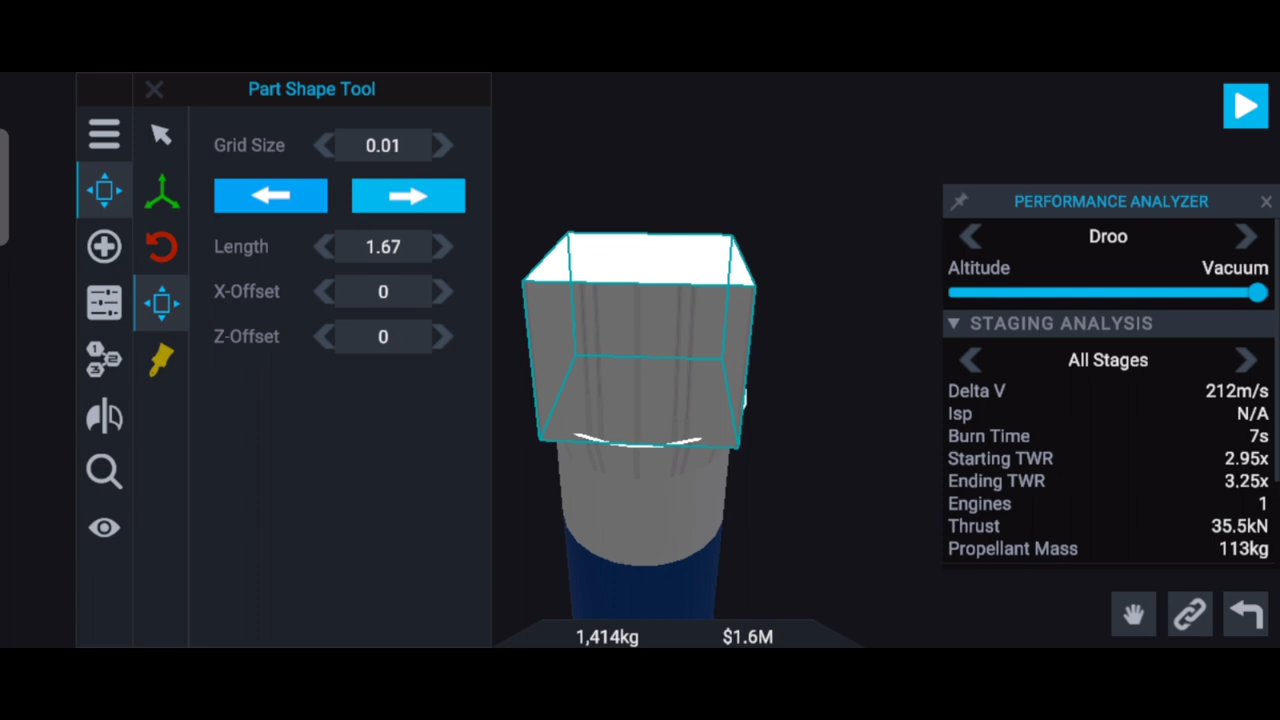 Part Shape Tool
Grid Size 0.01
Length 1.67
X-Offset 0
Z-Offset 0
1,414kg $1.6M
PERFORMANCE ANALYZER
Droo
Altitude Vacuum
STAGING ANALYSIS
All Stages
Delta V 212m/s
Isp N/A
Burn Time 7s
Starting TWR 2.95x
Ending TWR 3.25x
Engines 1
Thrust 35.5kN
Propellant Mass 113kg